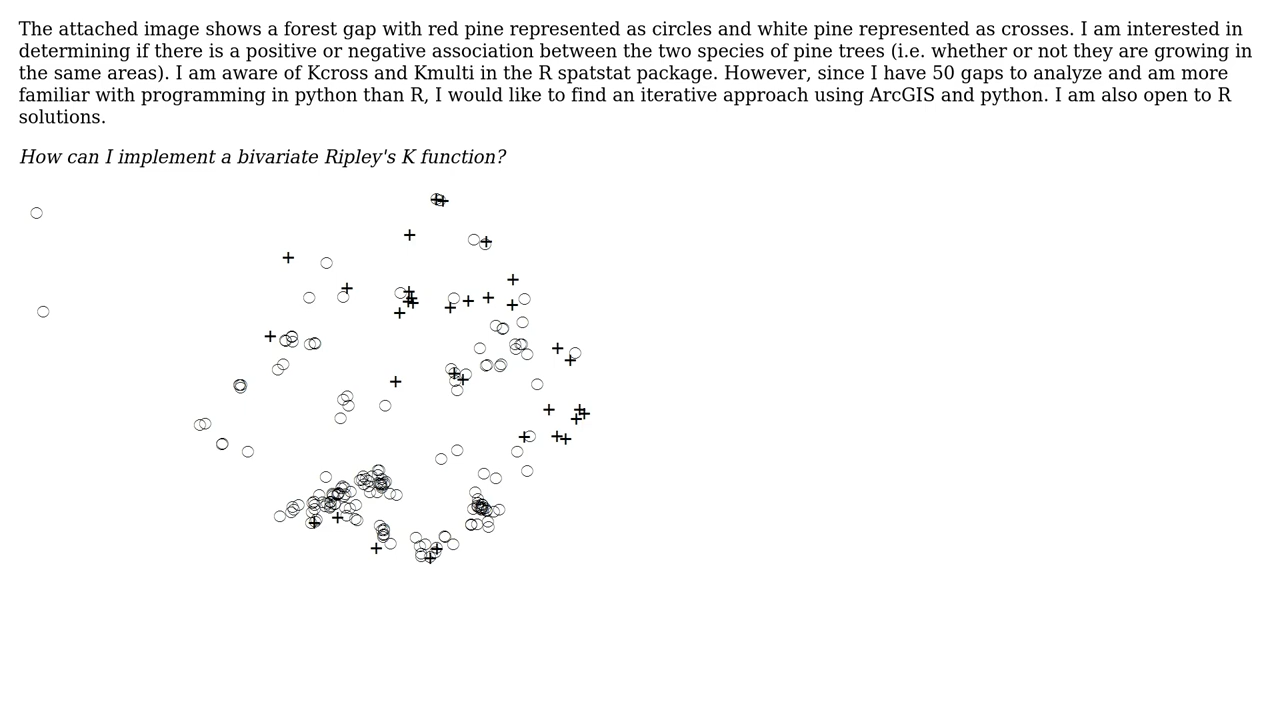 The attached image shows a forest gap with red pine represented as circles and white pine represented as crosses. I am interested in
determining if there is a positive or negative association between the two species of pine trees (i.e. whether or not they are growing in
the same areas). I am aware of Kcross and Kmulti in the R spatstat package. However, since I have 50 gaps to analyze and am more
familiar with programming in python than R, I would like to find an iterative approach using ArcGIS and python. I am also open to R
solutions.
How can I implement a bivariate Ripley's K function?